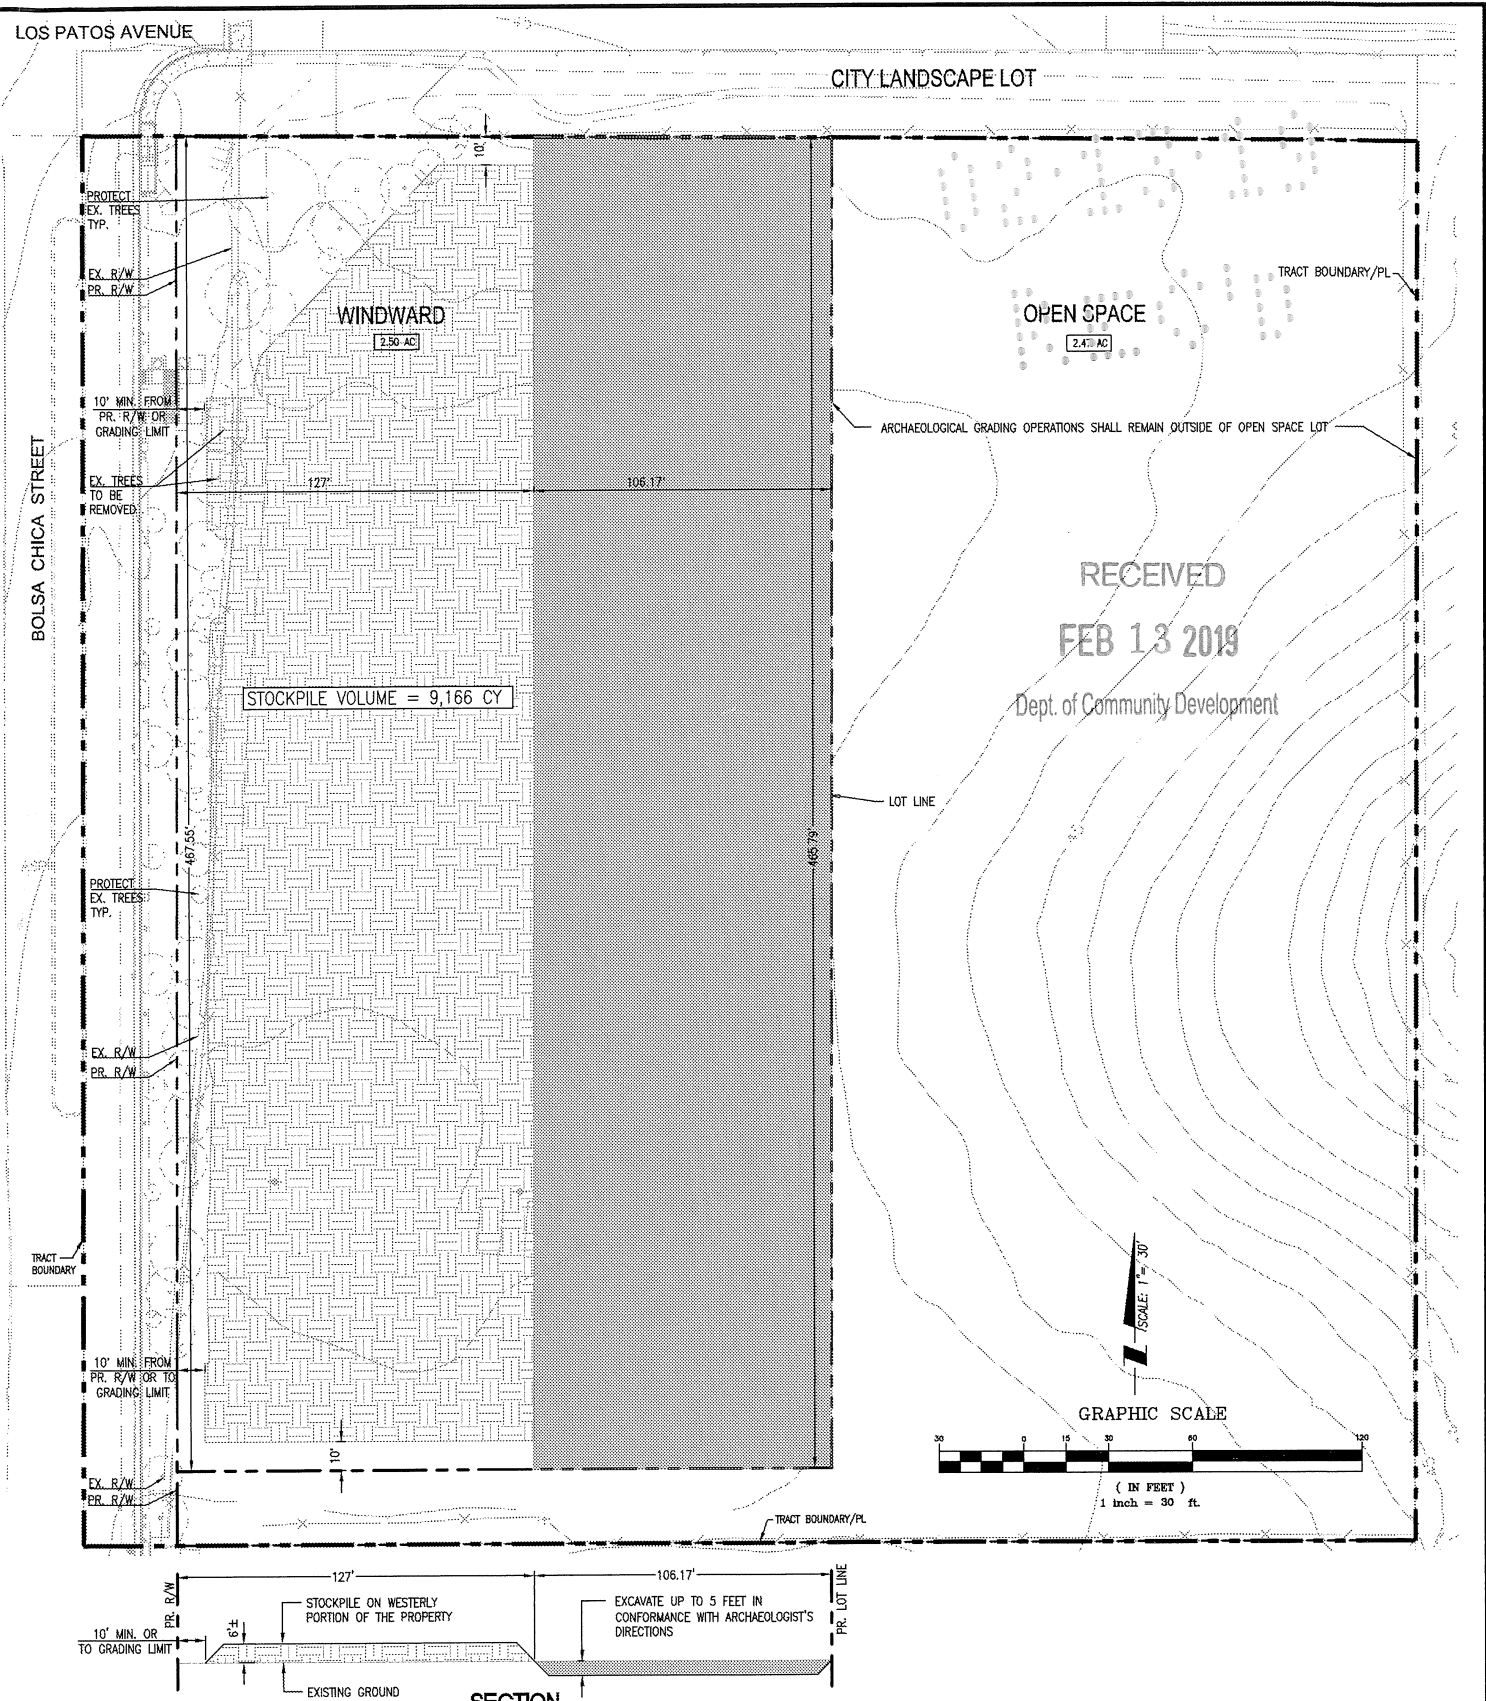 LOS PATOS AVENUE
CITY LANDSCAPE LOT
10'
PROTECT
EX. TREES
TYP.
EX. R/W
PR. R/W
TRACT BOUNDARY/PL
WINDWARD
2.50 AC
OPEN SPACE
2.47 AC
10' MIN. FROM
PR. R/W OR
GRADING LIMIT
ARCHAEOLOGICAL GRADING OPERATIONS SHALL REMAIN OUTSIDE OF OPEN SPACE LOT
BOLSA CHICA STREET
EX. TREES
TO BE
REMOVED
127'
106.17'
RECEIVED
FEB 13 2019
Dept. of Community Development
STOCKPILE VOLUME = 9,166 CY
LOT LINE
467.55'
465.79'
PROTECT
EX. TREES
TYP.
EX. R/W
PR. R/W
TRACT
BOUNDARY
SCALE: 1"= 30'
10' MIN. FROM
PR. R/W OR TO
GRADING LIMIT
GRAPHIC SCALE
30 0 15 30 60 120
( IN FEET )
1 inch = 30 ft.
10'
EX. R/W
PR. R/W
TRACT BOUNDARY/PL
127'
106.17'
PR. R/W
STOCKPILE ON WESTERLY
PORTION OF THE PROPERTY
EXCAVATE UP TO 5 FEET IN
CONFORMANCE WITH ARCHAEOLOGIST'S
DIRECTIONS
PR. LOT LINE
6'±
10' MIN. OR
TO GRADING LIMIT
EXISTING GROUND
SECTION